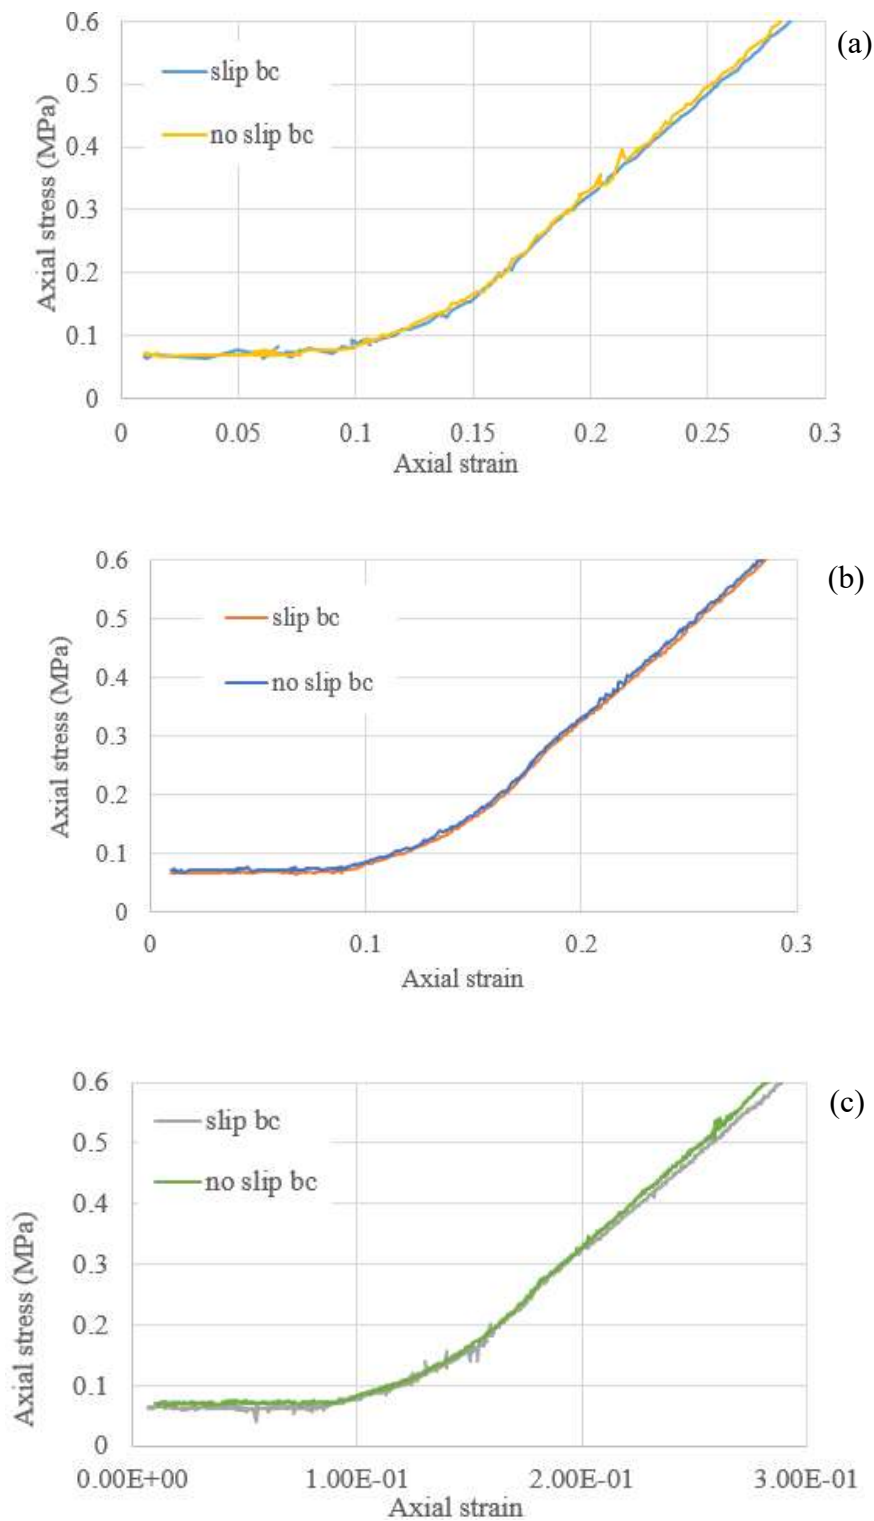 (a)
slip bc
no slip bc
Axial stress (MPa)
0.6
0.5
0.4
0.3
0.2
0.1
0
0 0.05 0.1 0.15 0.2 0.25 0.3
Axial strain
(b)
slip bc
no slip bc
Axial stress (MPa)
0.6
0.5
0.4
0.3
0.2
0.1
0
0 0.1 0.2 0.3
Axial strain
(c)
slip bc
no slip bc
Axial stress (MPa)
0.6
0.5
0.4
0.3
0.2
0.1
0
0.00E+00 1.00E-01 2.00E-01 3.00E-01
Axial strain